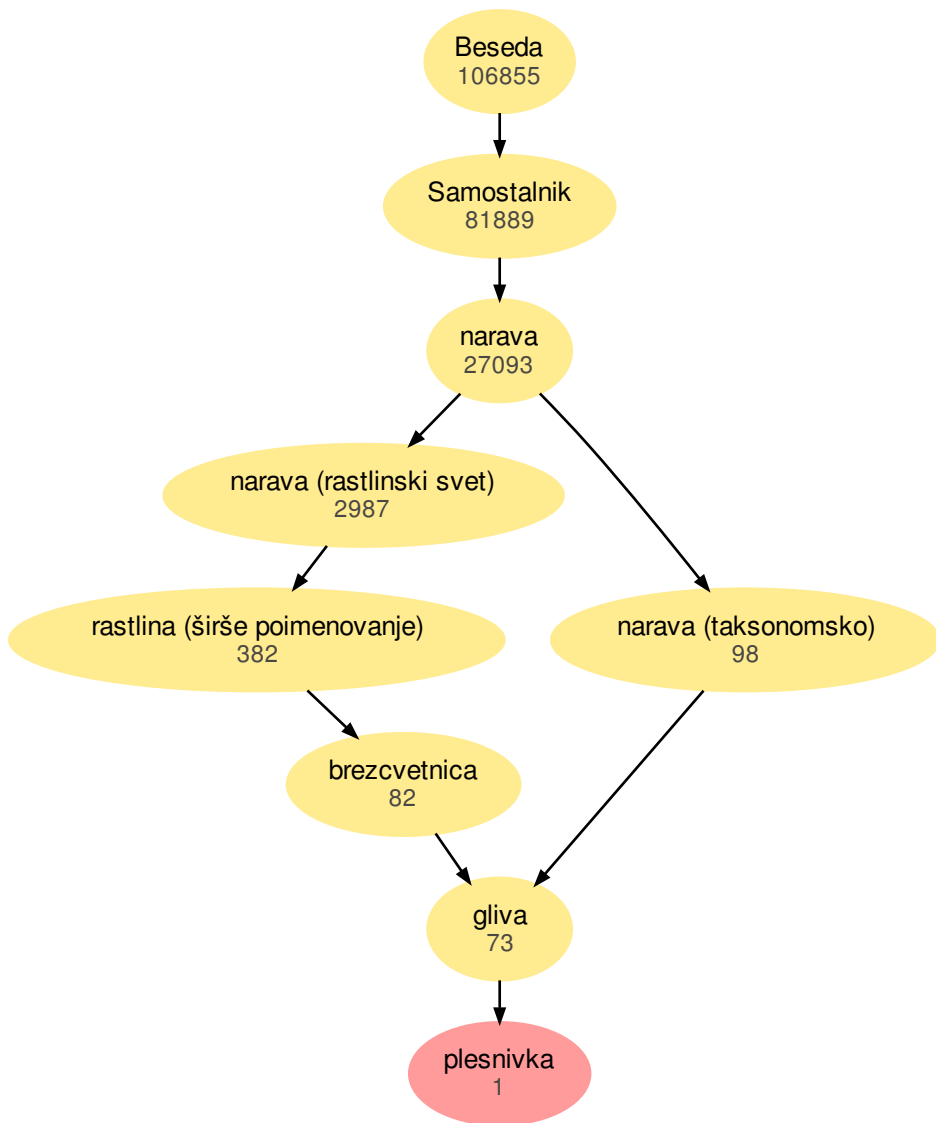 Beseda
106855
Samostalnik
81889
narava
27093
narava (rastlinski svet)
2987
rastlina (širše poimenovanje)
382
narava (taksonomsko)
98
brezcvetnica
82
gliva
73
plesnivka
1